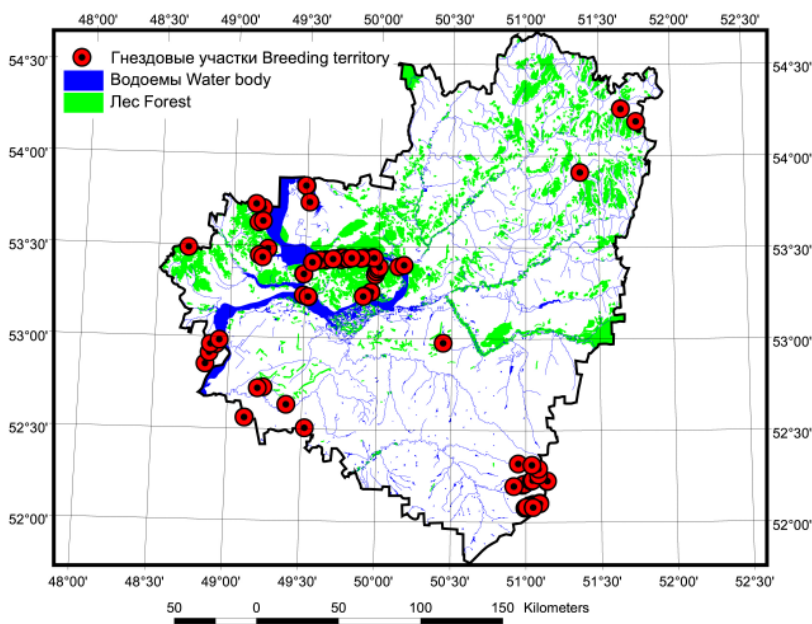 48°00' 48°30' 49°00' 49°30' 50°00' 50°30' 51°00' 51°30' 52°00' 52°30'
54°30' 54°30'
Гнездовые участки Breeding territory
Водоемы Water body
Лес Forest
54°00' 54°00'
53°30' 53°30'
53°00' 53°00'
52°30' 52°30'
52°00' 52°00'
48°00' 48°30' 49°00' 49°30' 50°00' 50°30' 51°00' 51°30' 52°00' 52°30'
50 0 50 100 150 Kilometers